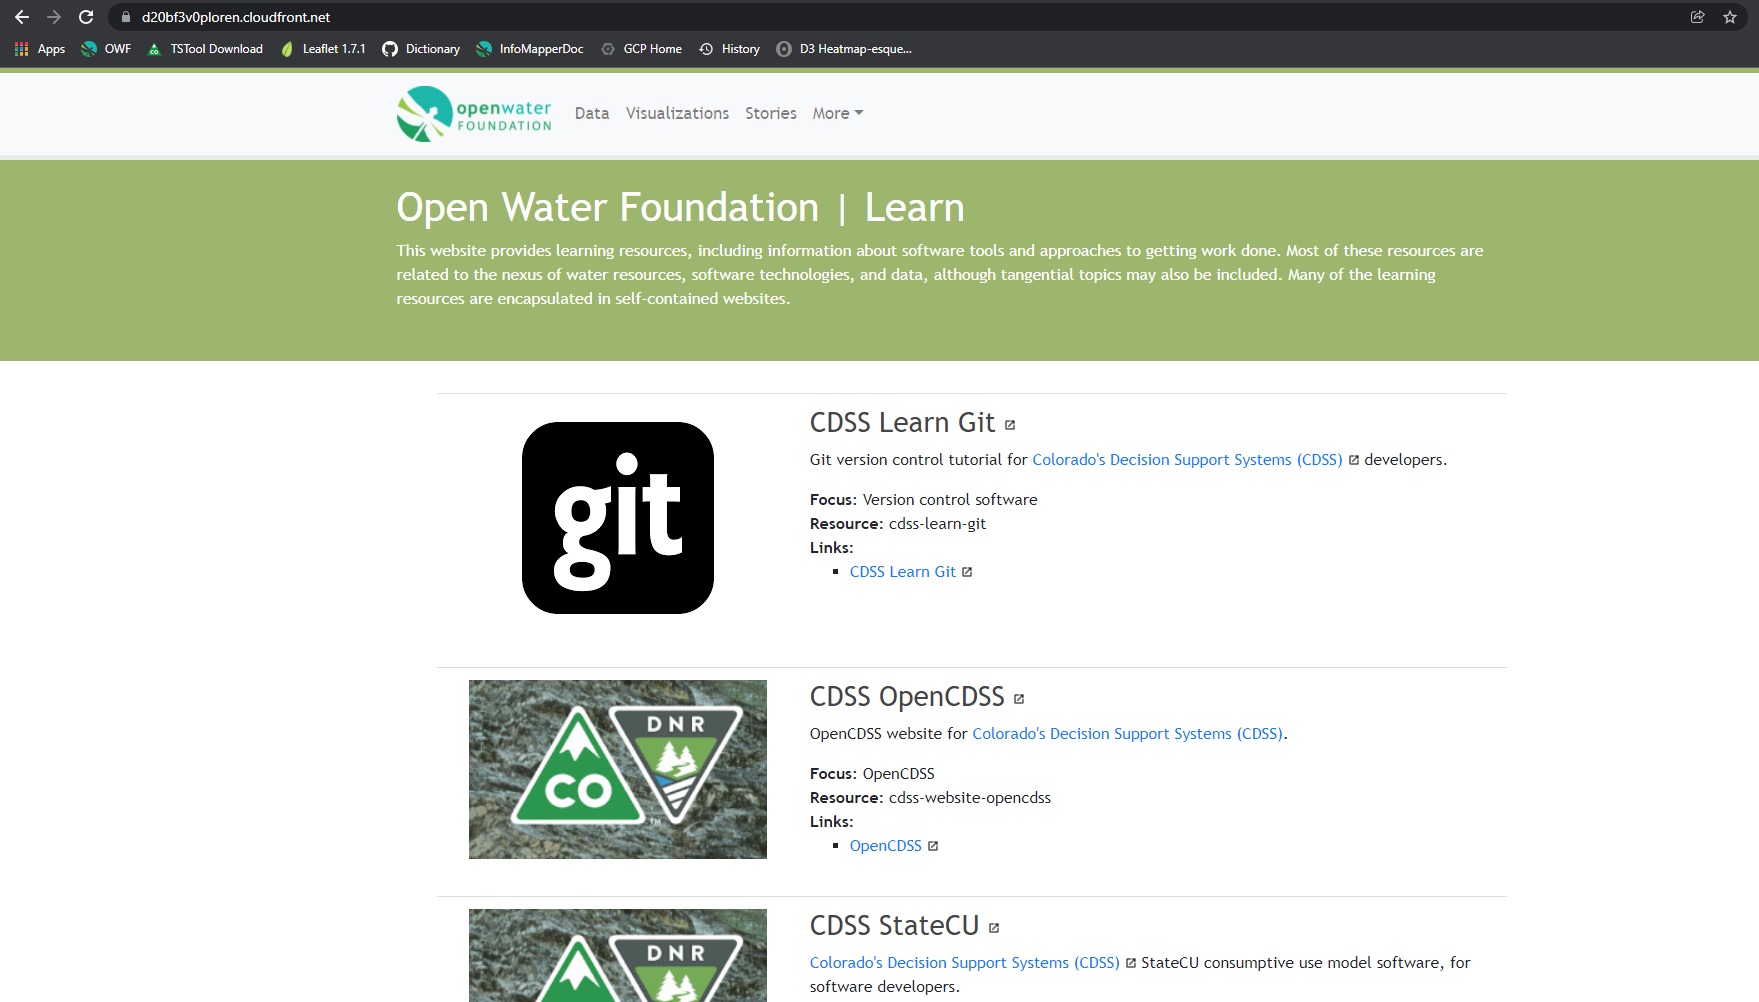 d20bf3v0ploren.cloudfront.net
Apps OWF TSTool Download Leaflet 1.7.1 Dictionary InfoMapperDoc GCP Home History D3 Heatmap-esque...
openwater
FOUNDATION
Data Visualizations Stories More
Open Water Foundation | Learn
This website provides learning resources, including information about software tools and approaches to getting work done. Most of these resources are
related to the nexus of water resources, software technologies, and data, although tangential topics may also be included. Many of the learning
resources are encapsulated in self-contained websites.
git
CDSS Learn Git
Git version control tutorial for Colorado's Decision Support Systems (CDSS) developers.
Focus: Version control software
Resource: cdss-learn-git
Links:
CDSS Learn Git
CO
DNR
TM
CDSS OpenCDSS
OpenCDSS website for Colorado's Decision Support Systems (CDSS).
Focus: OpenCDSS
Resource: cdss-website-opencdss
Links:
OpenCDSS
DNR
CDSS StateCU
Colorado's Decision Support Systems (CDSS) StateCU consumptive use model software, for
software developers.